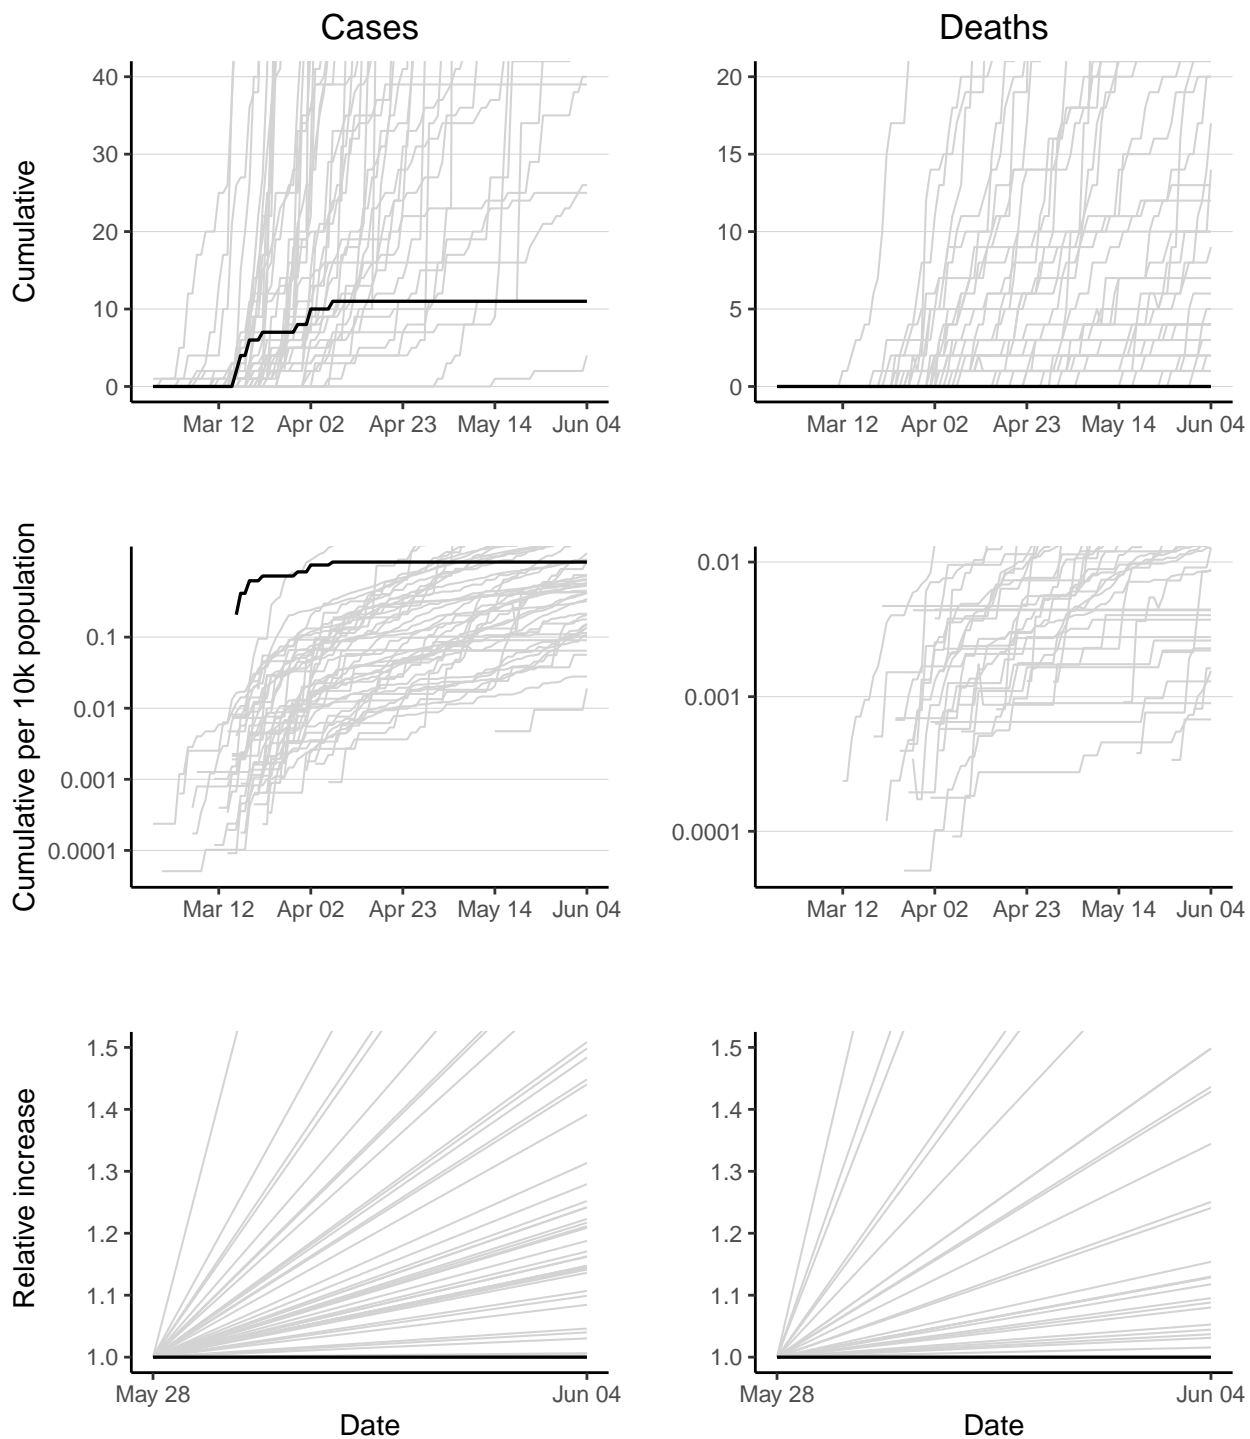 Cases
Deaths
Cumulative
40
30
20
10
0
Mar 12 Apr 02 Apr 23 May 14 Jun 04
20
15
10
5
0
Mar 12 Apr 02 Apr 23 May 14 Jun 04
Cumulative per 10k population
0.1
0.01
0.001
0.0001
Mar 12 Apr 02 Apr 23 May 14 Jun 04
0.01
0.001
0.0001
Mar 12 Apr 02 Apr 23 May 14 Jun 04
Relative increase
1.5
1.4
1.3
1.2
1.1
1.0
May 28 Jun 04
Date
1.5
1.4
1.3
1.2
1.1
1.0
May 28 Jun 04
Date